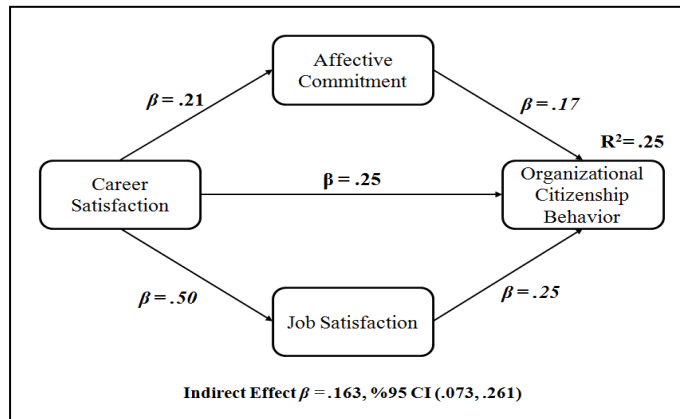 Affective
Commitment
β = .21
β = .17
R²= .25
Career
Satisfaction
β = .25
Organizational
Citizenship
Behavior
β = .50
β = .25
Job Satisfaction
Indirect Effect β = .163, %95 CI (.073, .261)